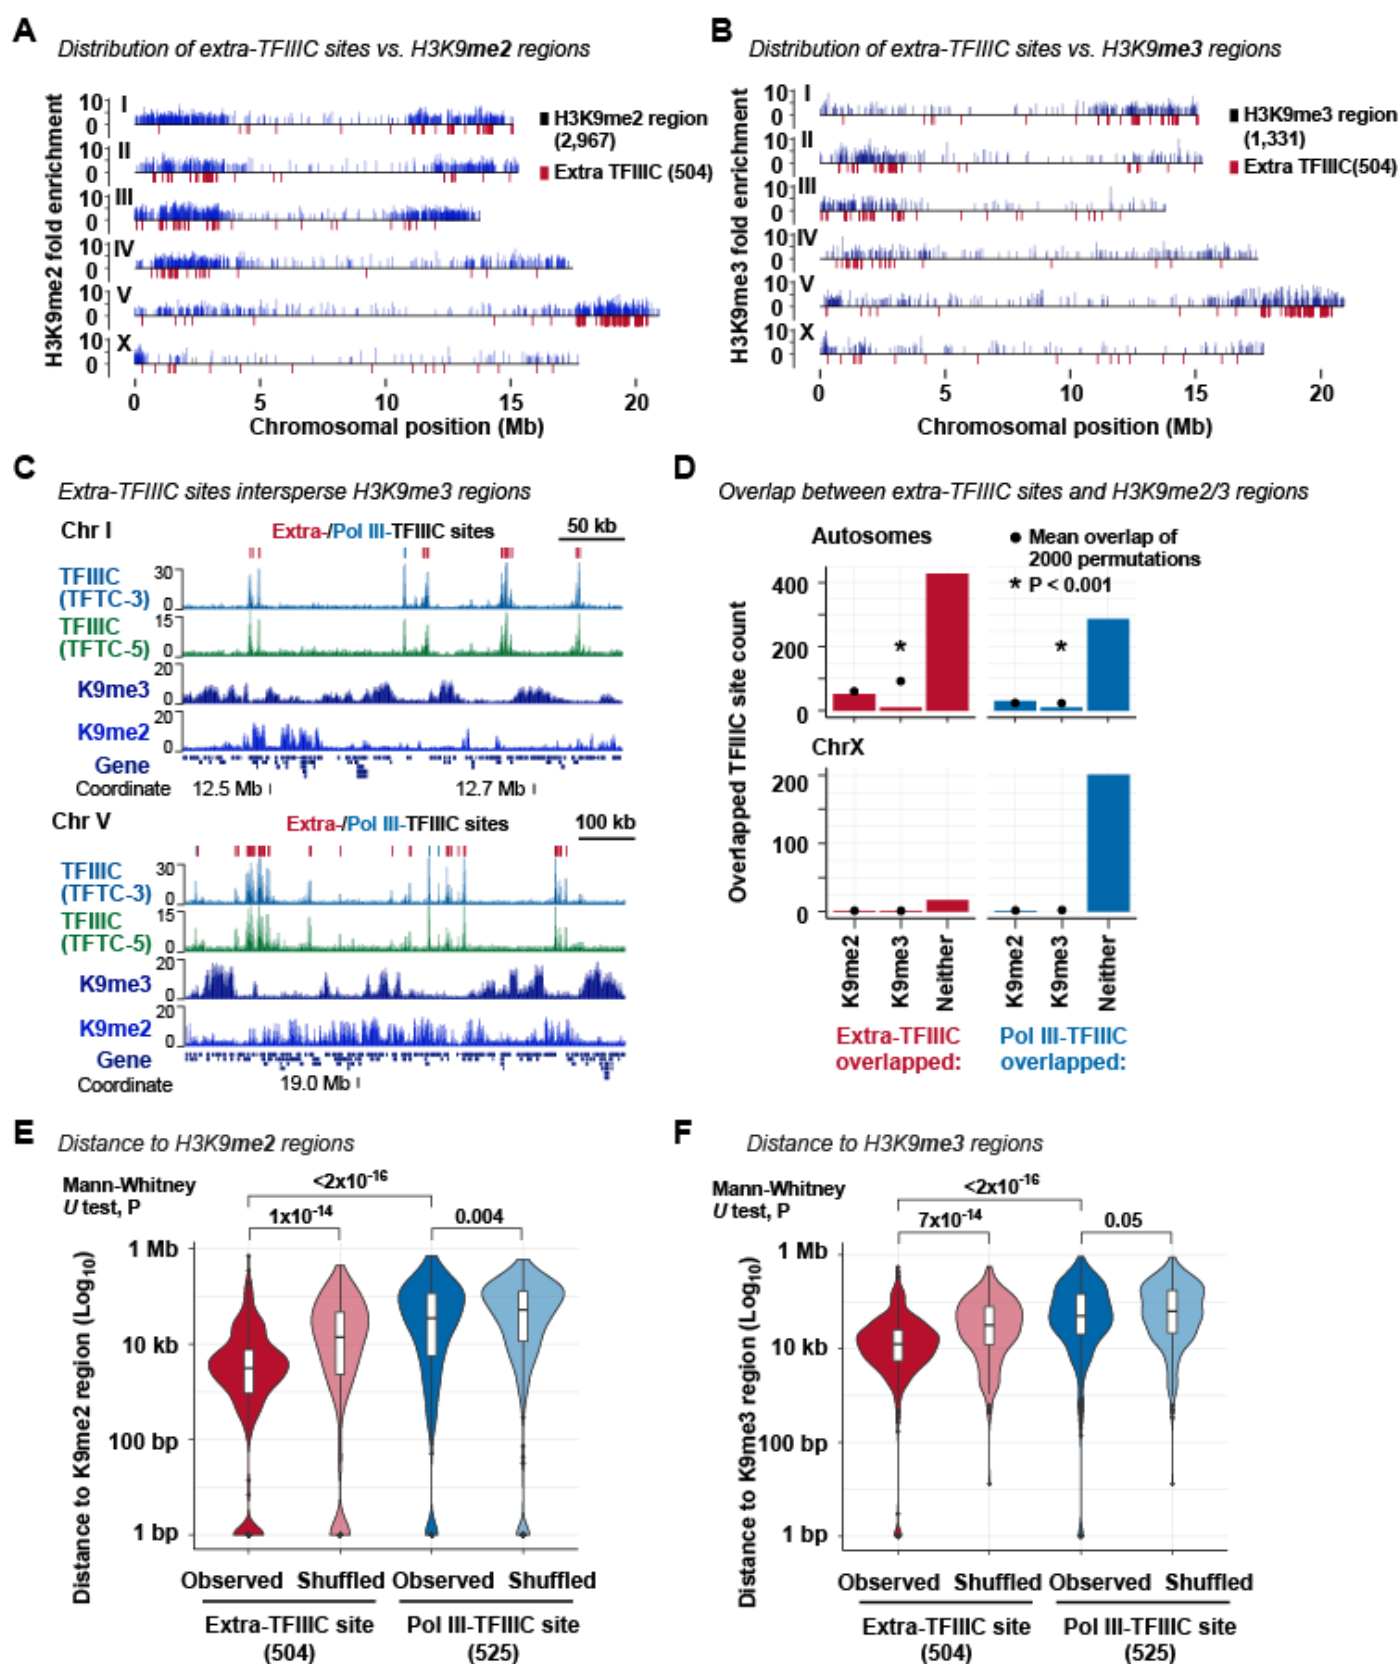 A
Distribution of extra-TFIIIC sites vs. H3K9me2 regions
H3K9me2 fold enrichment
10
0
I
10
0
II
10
0
III
10
0
IV
10
0
V
10
0
X
H3K9me2 region
(2,967)
Extra TFIIIC (504)
0
5
10
15
20
Chromosomal position (Mb)
B
Distribution of extra-TFIIIC sites vs. H3K9me3 regions
H3K9me3 fold enrichment
10
0
I
10
0
II
10
0
III
10
0
IV
10
0
V
10
0
X
H3K9me3 region
(1,331)
Extra TFIIIC(504)
0
5
10
15
20
Chromosomal position (Mb)
C
Extra-TFIIIC sites intersperse H3K9me3 regions
Chr I
Extra-/Pol III-TFIIIC sites
50 kb
TFIIIC
(TFTC-3)
30
0
TFIIIC
(TFTC-5)
15
0
K9me3
20
0
K9me2
20
0
Gene
Coordinate
12.5 Mb
12.7 Mb
Chr V
Extra-/Pol III-TFIIIC sites
100 kb
TFIIIC
(TFTC-3)
30
0
TFIIIC
(TFTC-5)
15
0
K9me3
20
0
K9me2
15
0
Gene
Coordinate
19.0 Mb
D
Overlap between extra-TFIIIC sites and H3K9me2/3 regions
Autosomes
Mean overlap of
2000 permutations
* P < 0.001
Overlapped TFIIIC site count
400
200
0
*
*
ChrX
200
100
0
K9me2
K9me3
Neither
K9me2
K9me3
Neither
Extra-TFIIIC
overlapped:
Pol III-TFIIIC
overlapped:
E
Distance to H3K9me2 regions
Mann-Whitney
U test, P
<2x10-16
1x10-14
0.004
Distance to K9me2 region (Log10)
1 Mb
10 kb
100 bp
1 bp
Observed
Shuffled
Observed
Shuffled
Extra-TFIIIC site
(504)
Pol III-TFIIIC site
(525)
F
Distance to H3K9me3 regions
Mann-Whitney
U test, P
<2x10-16
7x10-14
0.05
Distance to K9me3 region (Log10)
1 Mb
10 kb
100 bp
1 bp
Observed
Shuffled
Observed
Shuffled
Extra-TFIIIC site
(504)
Pol III-TFIIIC site
(525)